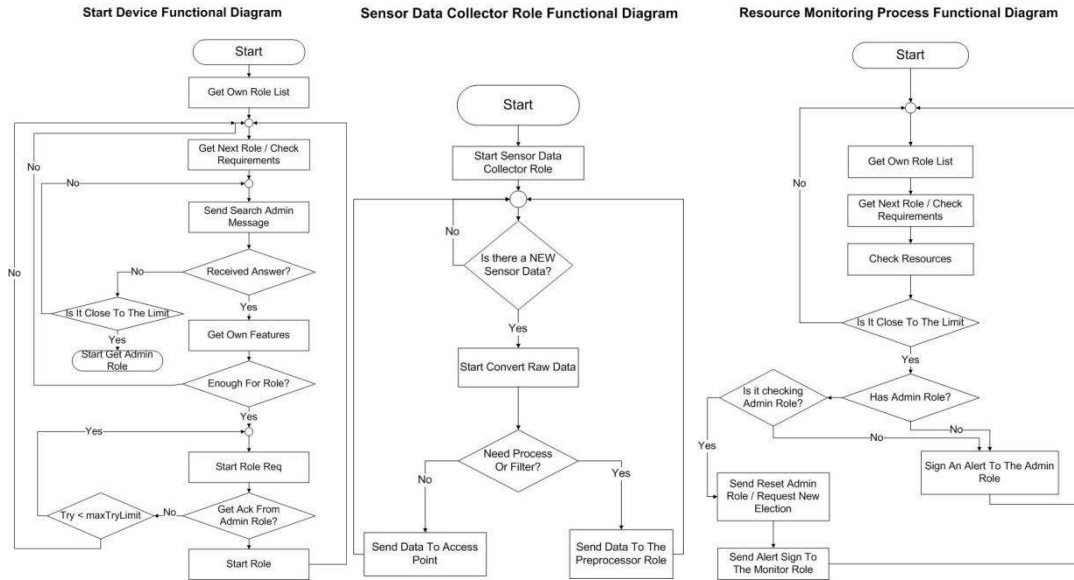 Start Device Functional Diagram
Start
Get Own Role List
Get Next Role / Check
Requirements
No
No
Send Search Admin
Message
No
Received Answer?
No
Is It Close To The Limit
Yes
Yes
Get Own Features
Start Get Admin
Role
Enough For Role?
Yes
Yes
Start Role Req
Try < maxTryLimit
No
Get Ack From
Admin Role?
Start Role
Sensor Data Collector Role Functional Diagram
Start
Start Sensor Data
Collector Role
No
Is there a NEW
Sensor Data?
Yes
Start Convert Raw Data
Need Process
Or Filter?
No
Yes
Send Data To Access
Point
Send Data To The
Preprocessor Role
Resource Monitoring Process Functional Diagram
Start
Get Own Role List
No
Get Next Role / Check
Requirements
Check Resources
Is It Close To The Limit
Yes
Is it checking
Admin Role?
Has Admin Role?
No
No
Yes
Sign An Alert To The Admin
Role
Send Reset Admin
Role / Request New
Election
Send Alert Sign To
The Monitor Role